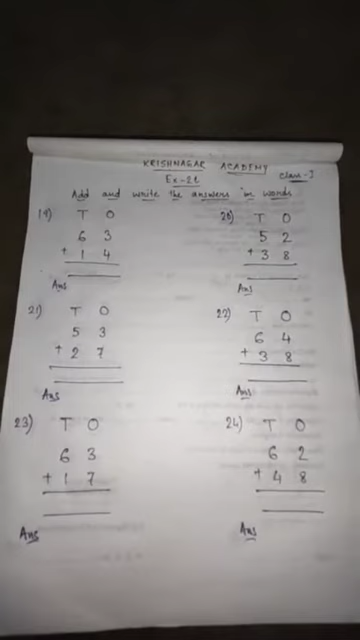 KRISHNAGAR ACADEMY
Ex-21 Class-I
Add and write the answers in words
19) T O 20) T O
6 3 5 2
+ 1 4 + 3 8
Ans Ans
21) T O 22) T O
5 3 6 4
+ 2 7 + 3 8
Ans Ans
23) T O 24) T O
6 3 6 2
+ 1 7 + 4 8
Ans Ans